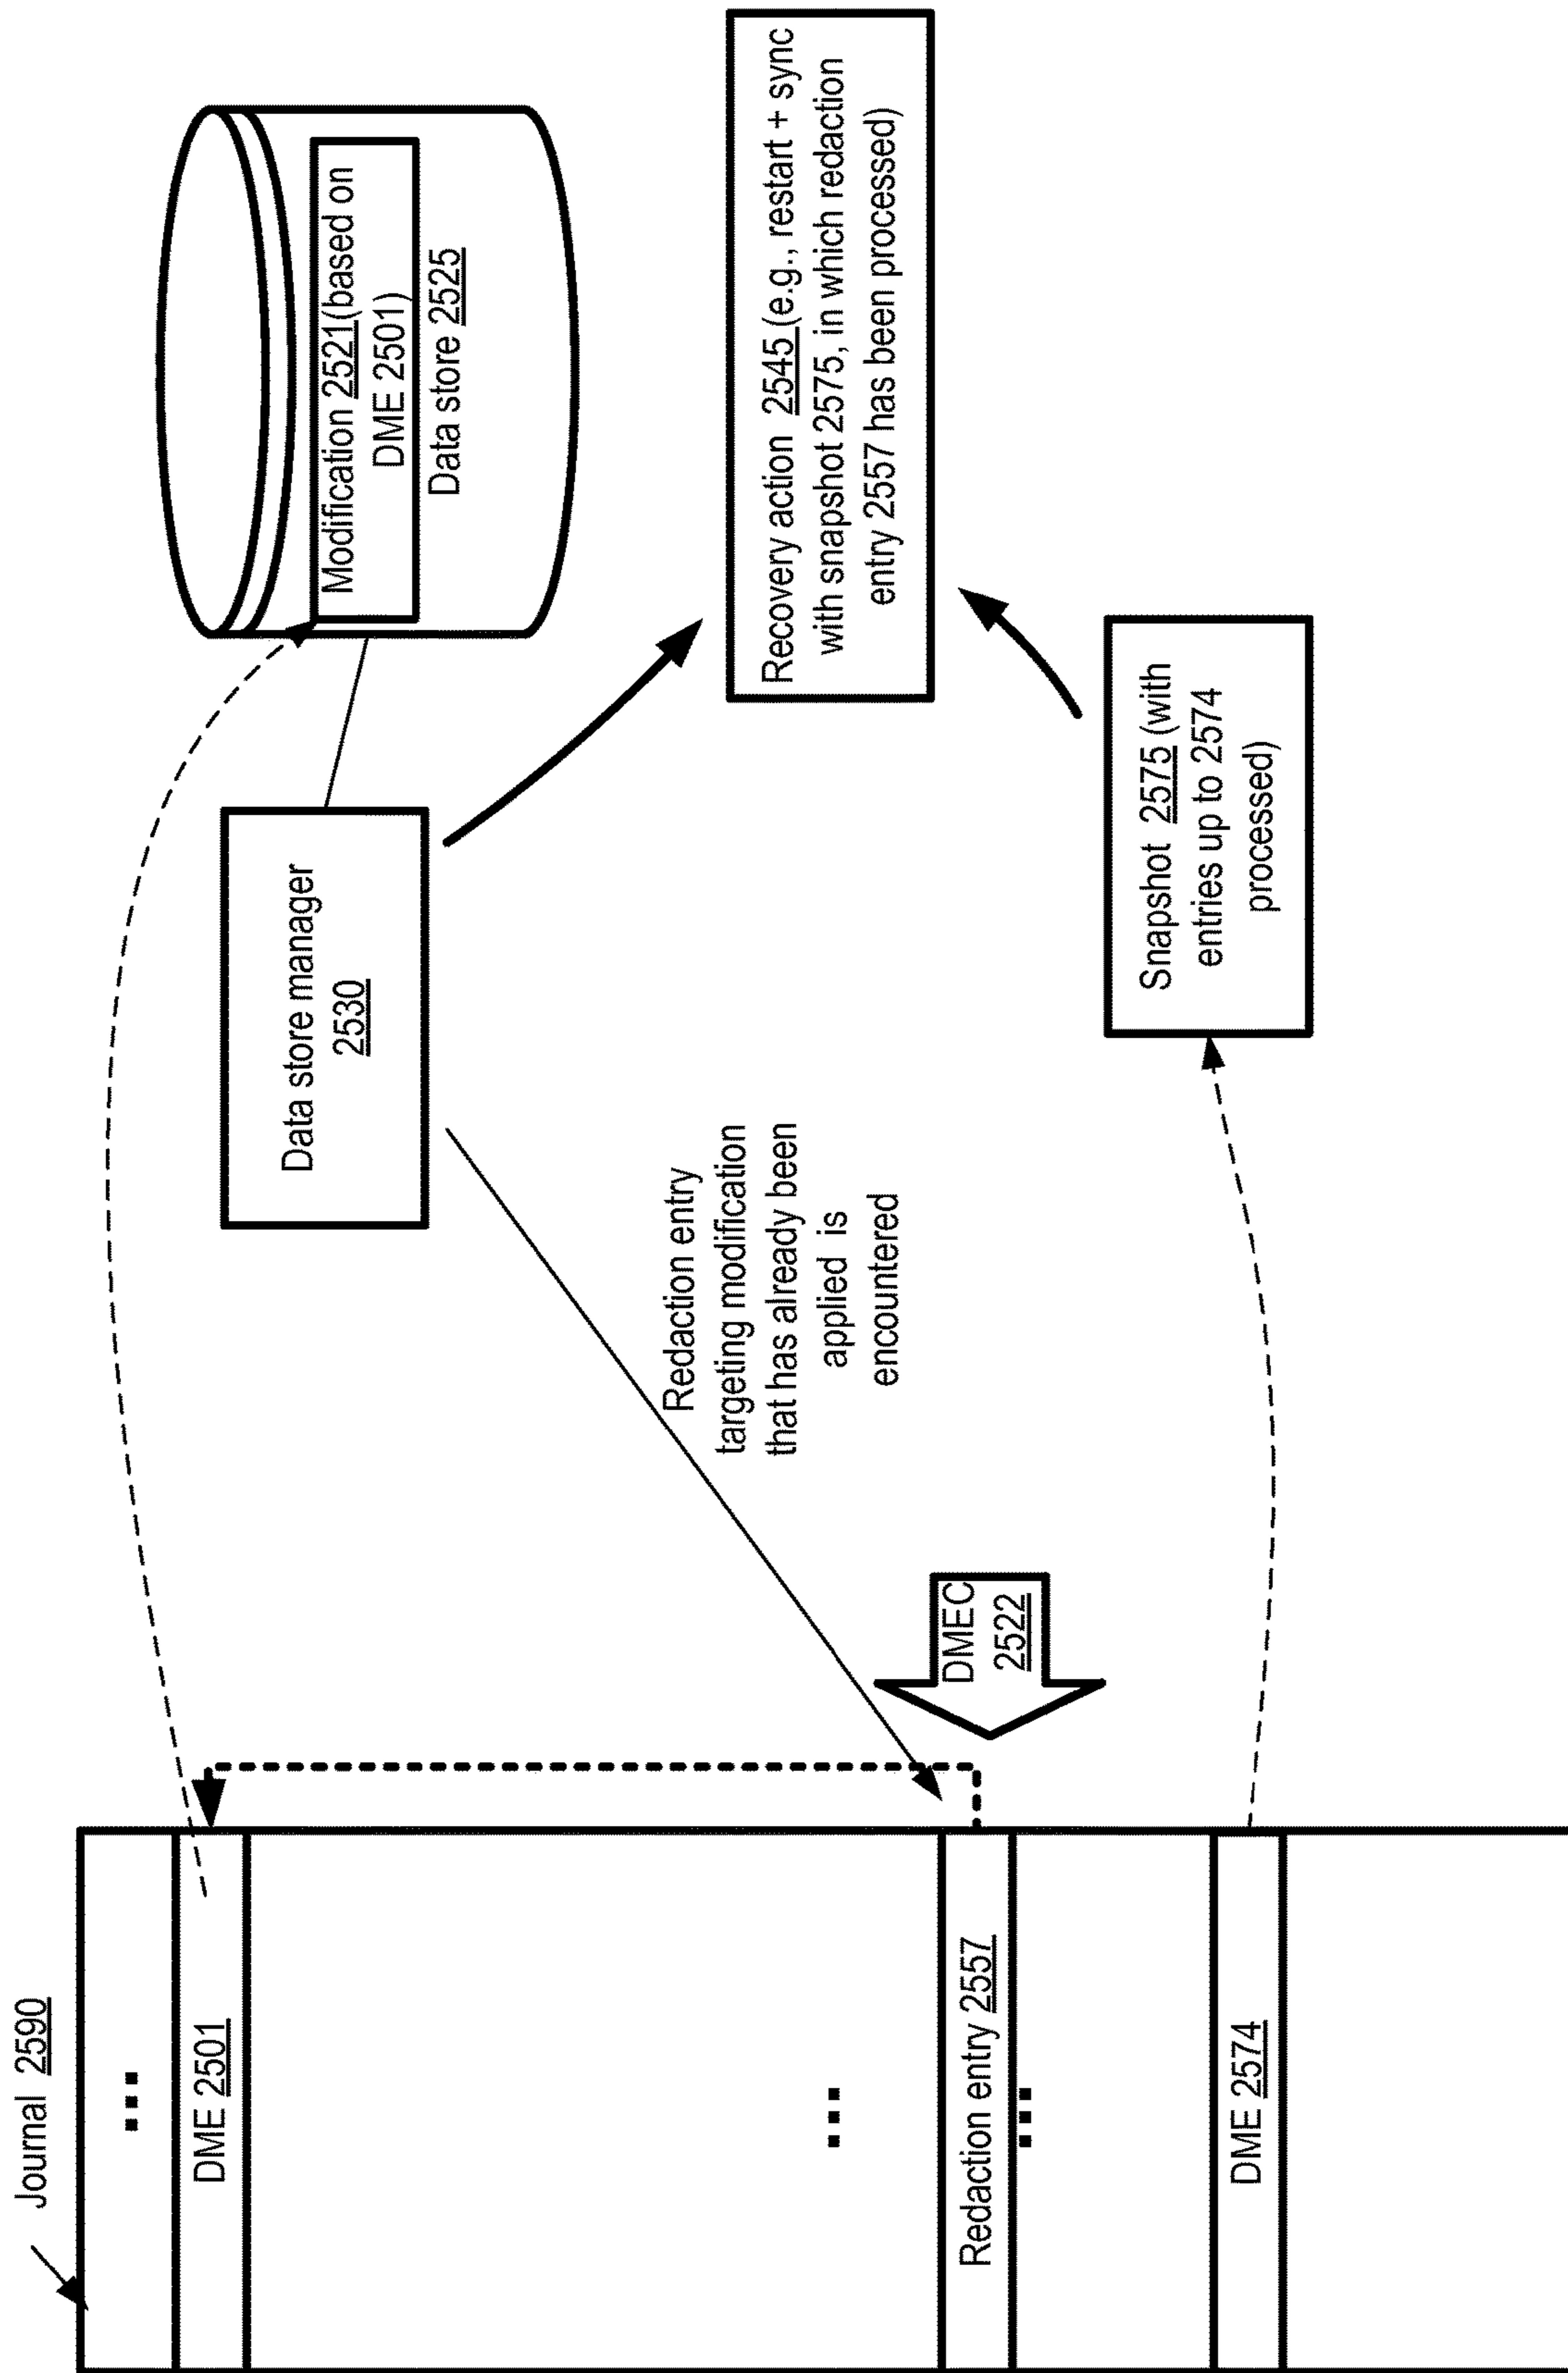 Journal 2590
...
DME 2501
...
Redaction entry 2557
...
DME 2574
Data store manager
2530
Modification 2521(based on
DME 2501)
Data store 2525
Redaction entry
targeting modification
that has already been
applied is
encountered
DMEC
2522
Recovery action 2545 (e.g., restart + sync
with snapshot 2575, in which redaction
entry 2557 has been processed)
Snapshot 2575 (with
entries up to 2574
processed)